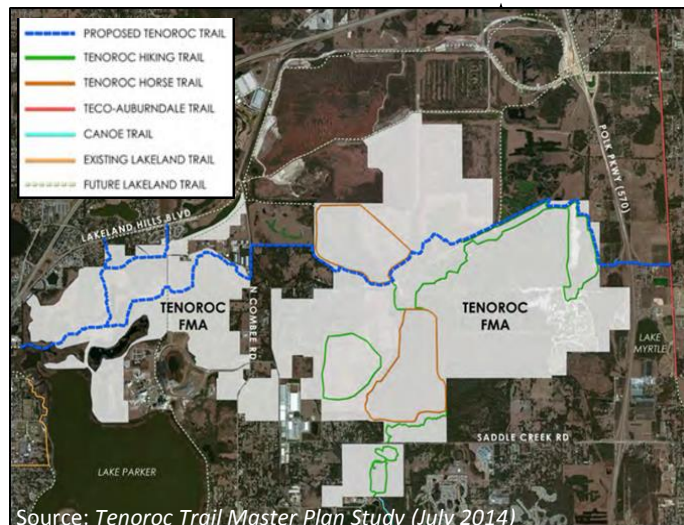 PROPOSED TENOROC TRAIL
TENOROC HIKING TRAIL
TENOROC HORSE TRAIL
TECO-AUBURNDALE TRAIL
CANOE TRAIL
EXISTING LAKELAND TRAIL
FUTURE LAKELAND TRAIL
POLK PKWY (570)
LAKELAND HILLS BLVD
TENOROC
FMA
N COMBEE RD
TENOROC
FMA
LAKE
MYRTLE
SADDLE CREEK RD
LAKE PARKER
Source: Tenoroc Trail Master Plan Study (July 2014)